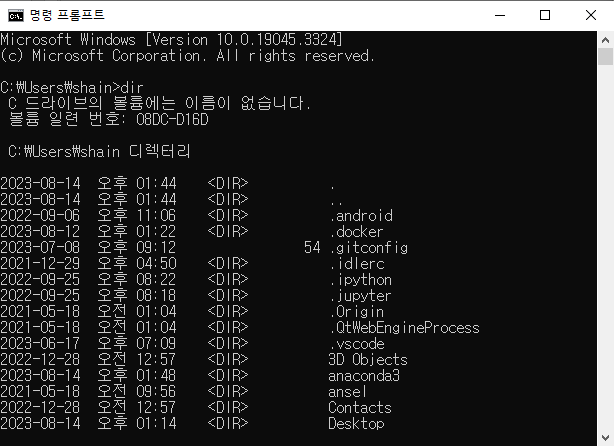 명령 프롬프트
Microsoft Windows [Version 10.0.19045.3324]
(c) Microsoft Corporation. All rights reserved.
C:₩Users₩shain>dir
C 드라이브의 볼륨에는 이름이 없습니다.
볼륨 일련 번호: 08DC-D16D
C:₩Users₩shain 디렉터리
2023-08-14 오후 01:44 <DIR> .
2023-08-14 오후 01:44 <DIR> ..
2022-09-06 오후 11:06 <DIR> .android
2023-08-12 오후 01:22 <DIR> .docker
2023-07-08 오후 09:12 54 .gitconfig
2021-12-29 오후 04:50 <DIR> .idlerc
2022-09-25 오후 08:22 <DIR> .ipython
2022-09-25 오후 08:18 <DIR> .jupyter
2021-05-18 오전 01:04 <DIR> .Origin
2021-05-18 오전 01:04 <DIR> .QtWebEngineProcess
2023-06-17 오후 07:09 <DIR> .vscode
2022-12-28 오전 12:57 <DIR> 3D Objects
2023-08-14 오후 01:48 <DIR> anaconda3
2021-05-18 오전 09:56 <DIR> ansel
2022-12-28 오전 12:57 <DIR> Contacts
2023-08-14 오후 01:14 <DIR> Desktop